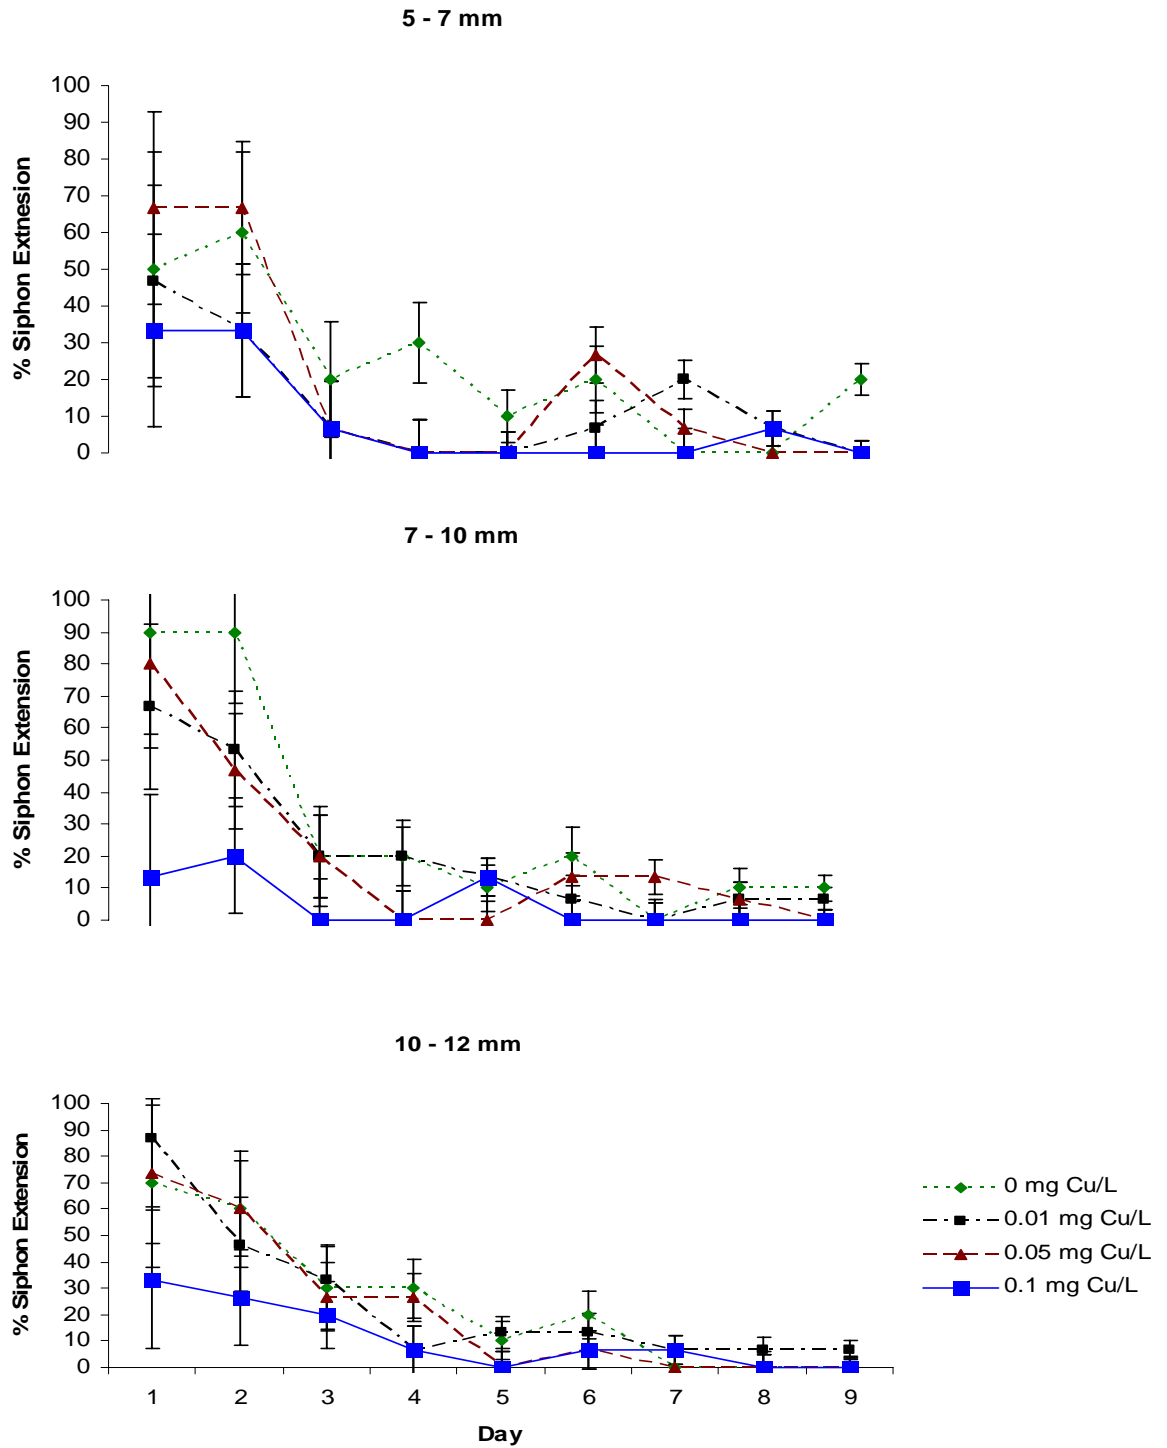 5 - 7 mm
100
90
80
70
60
50
40
30
20
10
0
% Siphon Extnesion
7 - 10 mm
100
90
80
70
60
50
40
30
20
10
0
% Siphon Extension
10 - 12 mm
100
90
80
70
60
50
40
30
20
10
0
% Siphon Extension
1 2 3 4 5 6 7 8 9
Day
0 mg Cu/L
0.01 mg Cu/L
0.05 mg Cu/L
0.1 mg Cu/L